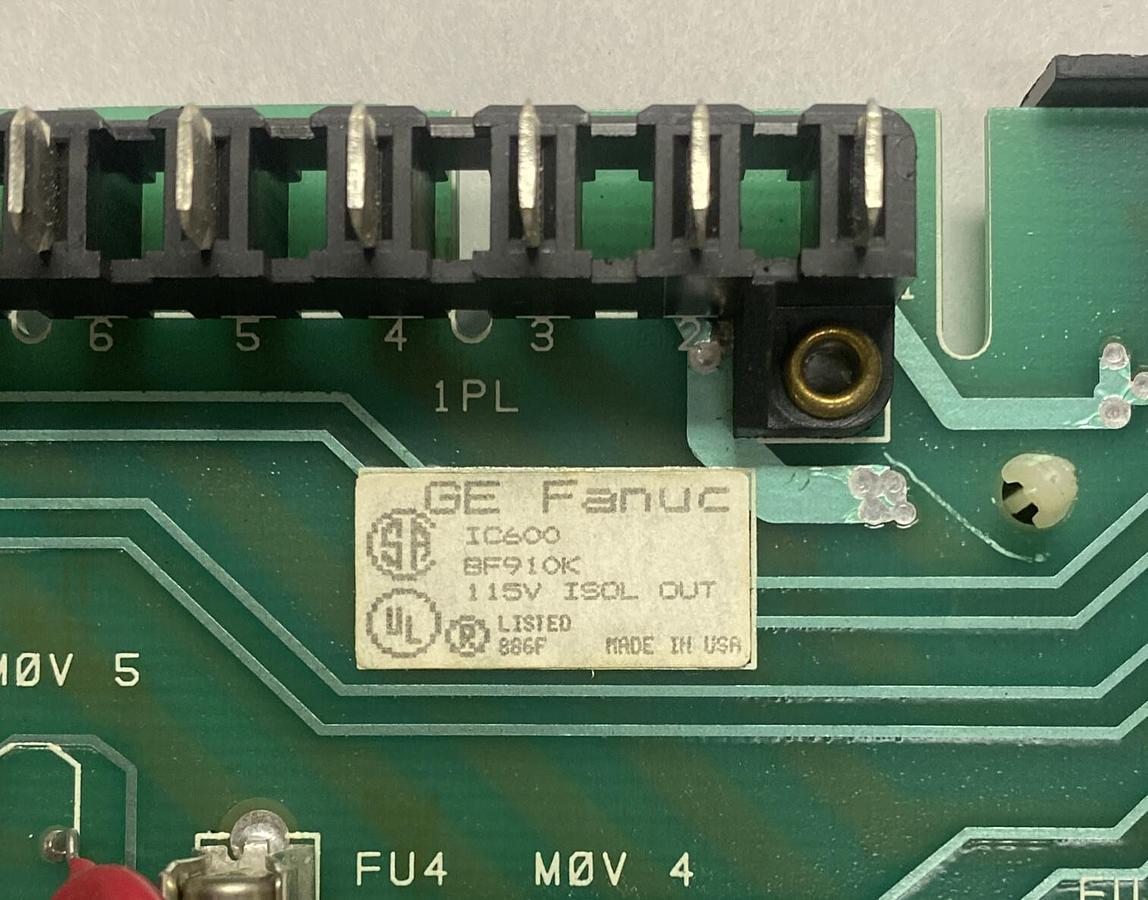 6 5 4 3 2 1
1PL
GE Fanuc
IC600
BF910K
115V ISOL OUT
LISTED
886F MADE IN USA
MØV 5
FU4 MØV 4